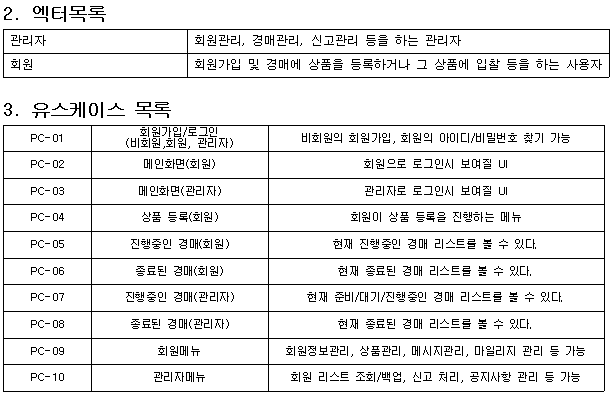 2. 엑터목록
관리자 회원관리, 경매관리, 신고관리 등을 하는 관리자
회원 회원가입 및 경매에 상품을 등록하거나 그 상품에 입찰 등을 하는 사용자
3. 유스케이스 목록
PC-01 회원가입/로그인 (비회원,회원, 관리자) 비회원의 회원가입, 회원의 아이디/비밀번호 찾기 가능
PC-02 메인화면(회원) 회원으로 로그인시 보여질 UI
PC-03 메인화면(관리자) 관리자로 로그인시 보여질 UI
PC-04 상품 등록(회원) 회원이 상품 등록을 진행하는 메뉴
PC-05 진행중인 경매(회원) 현재 진행중인 경매 리스트를 볼 수 있다.
PC-06 종료된 경매(회원) 현재 종료된 경매 리스트를 볼 수 있다.
PC-07 진행중인 경매(관리자) 현재 준비/대기/진행중인 경매 리스트를 볼 수 있다.
PC-08 종료된 경매(관리자) 현재 종료된 경매 리스트를 볼 수 있다.
PC-09 회원메뉴 회원정보관리, 상품관리, 메시지관리, 마일리지 관리 등 가능
PC-10 관리자메뉴 회원 리스트 조회/백업, 신고 처리, 공지사항 관리 등 가능